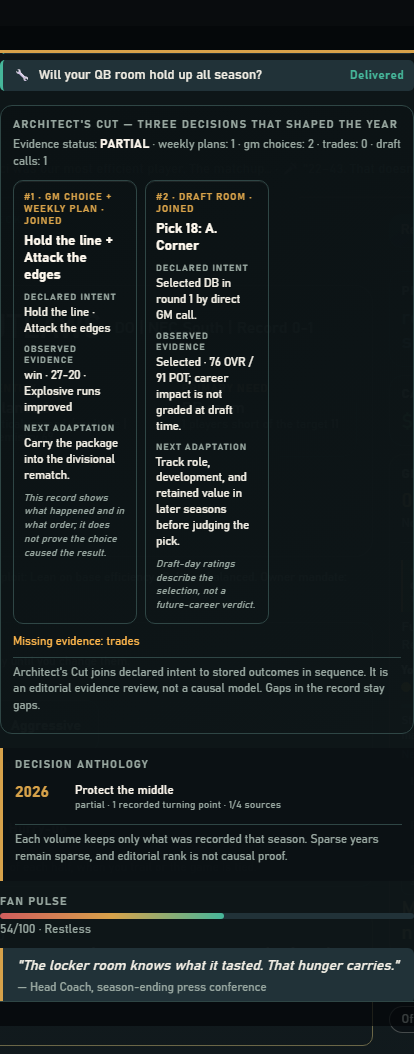 Will your QB room hold up all season? Delivered
ARCHITECT'S CUT — THREE DECISIONS THAT SHAPED THE YEAR
Evidence status: PARTIAL · weekly plans: 1 · gm choices: 2 · trades: 0 · draft
calls: 1
#1 · GM CHOICE +
WEEKLY PLAN ·
JOINED
Hold the line +
Attack the
edges
DECLARED INTENT
Hold the line ·
Attack the edges
OBSERVED
EVIDENCE
win · 27-20 ·
Explosive runs
improved
NEXT ADAPTATION
Carry the package
into the divisional
rematch.
This record shows
what happened and in
what order; it does
not prove the choice
caused the result.
#2 · DRAFT ROOM ·
JOINED
Pick 18: A.
Corner
DECLARED INTENT
Selected DB in
round 1 by direct
GM call.
OBSERVED
EVIDENCE
Selected · 76 OVR /
91 POT; career
impact is not
graded at draft
time.
NEXT ADAPTATION
Track role,
development, and
retained value in
later seasons
before judging the
pick.
Draft-day ratings
describe the
selection, not a
future-career verdict.
Missing evidence: trades
Architect's Cut joins declared intent to stored outcomes in sequence. It is
an editorial evidence review, not a causal model. Gaps in the record stay
gaps.
DECISION ANTHOLOGY
2026 Protect the middle
partial · 1 recorded turning point · 1/4 sources
Each volume keeps only what was recorded that season. Sparse years
remain sparse, and editorial rank is not causal proof.
FAN PULSE
54/100 · Restless
"The locker room knows what it tasted. That hunger carries."
— Head Coach, season-ending press conference